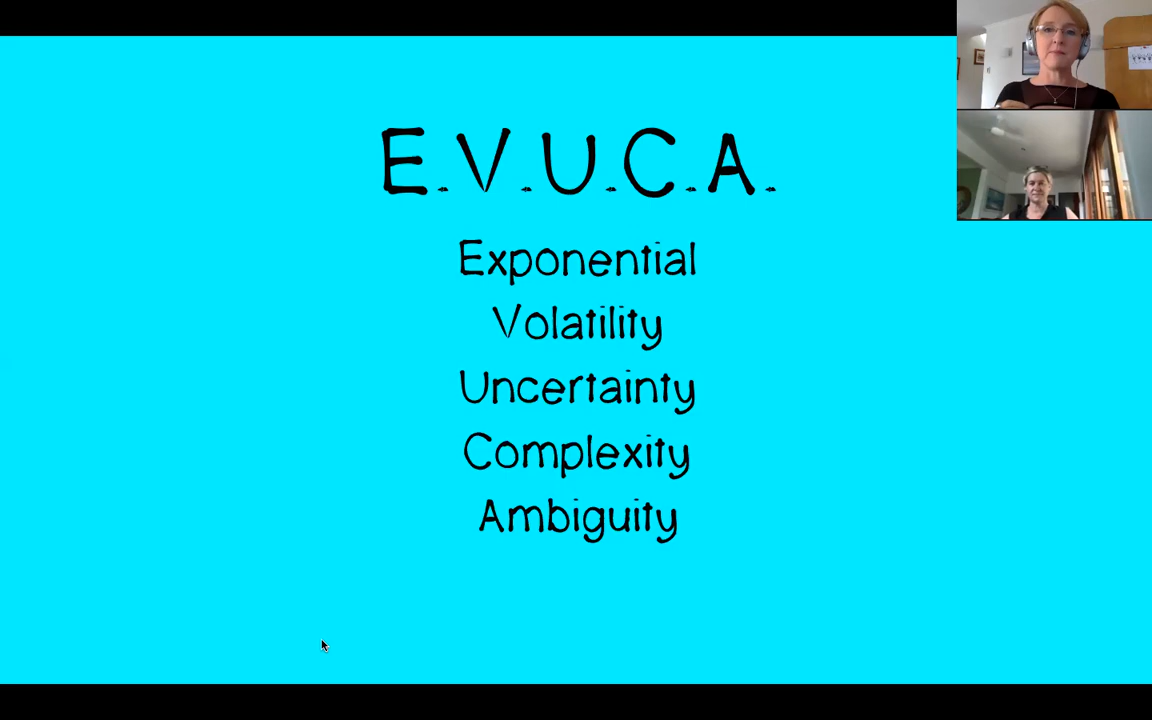 E.V.U.C.A.
Exponential
Volatility
Uncertainty
Complexity
Ambiguity